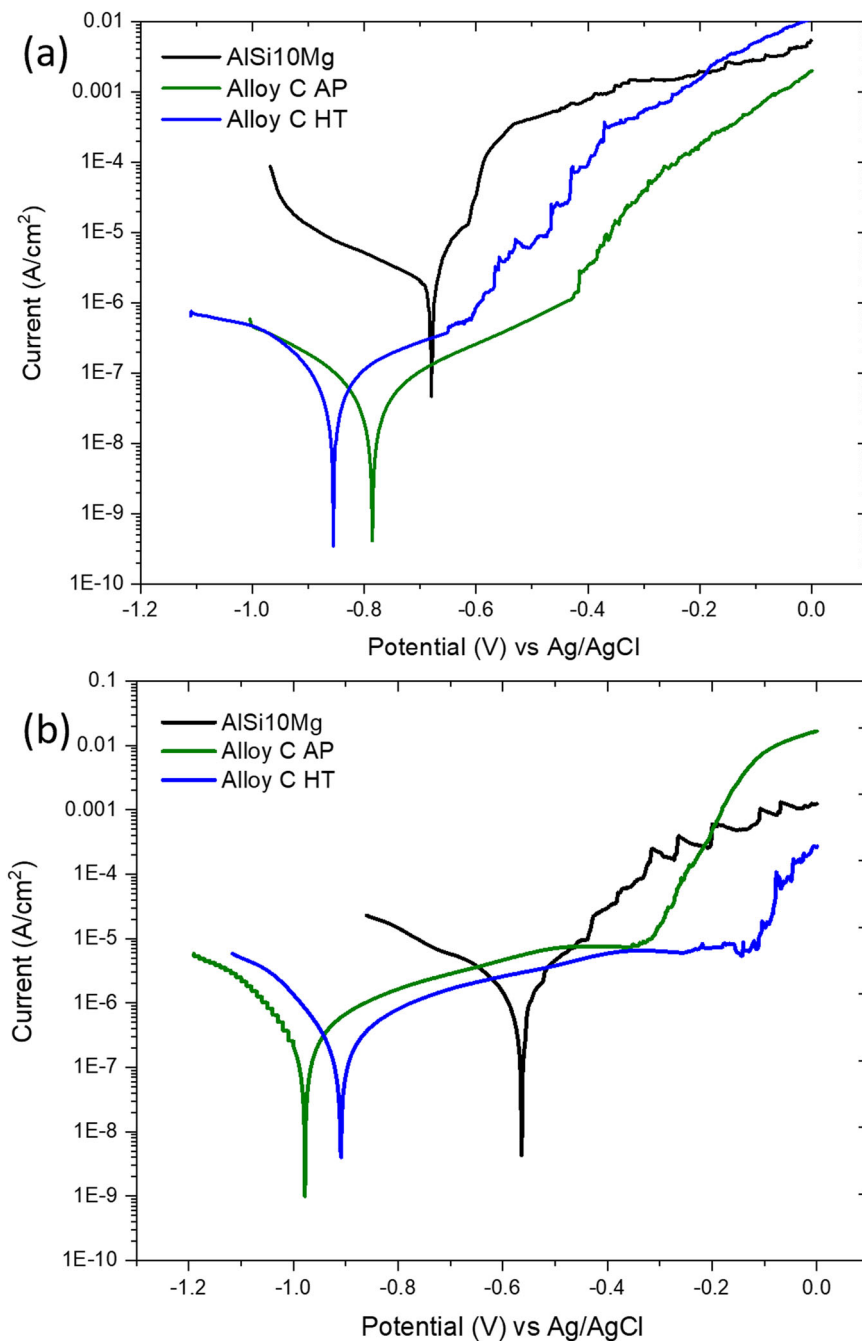 (a)
AlSi10Mg
Alloy C AP
Alloy C HT
0.01
0.001
1E-4
1E-5
1E-6
1E-7
1E-8
1E-9
1E-10
Current (A/cm²)
-1.2 -1.0 -0.8 -0.6 -0.4 -0.2 0.0
Potential (V) vs Ag/AgCl
(b)
AlSi10Mg
Alloy C AP
Alloy C HT
0.1
0.01
0.001
1E-4
1E-5
1E-6
1E-7
1E-8
1E-9
1E-10
Current (A/cm²)
-1.2 -1.0 -0.8 -0.6 -0.4 -0.2 0.0
Potential (V) vs Ag/AgCl